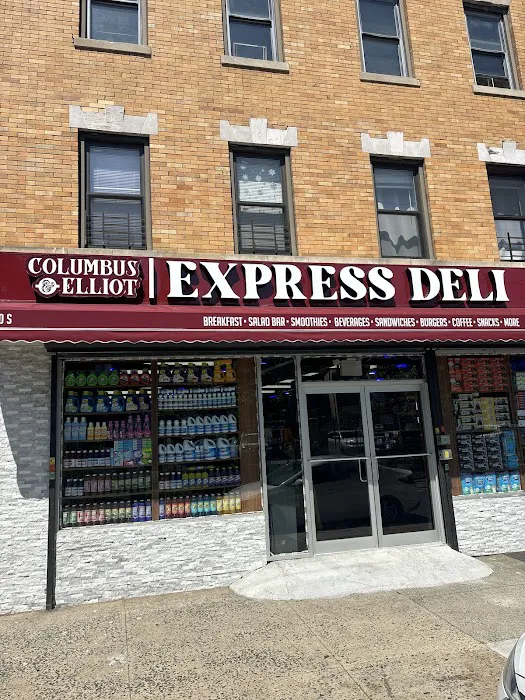 COLUMBUS
& ELLIOT
EXPRESS DELI
BREAKFAST • SALAD BAR • SMOOTHIES • BEVERAGES • SANDWICHES • BURGERS • COFFEE • SNACKS • MORE